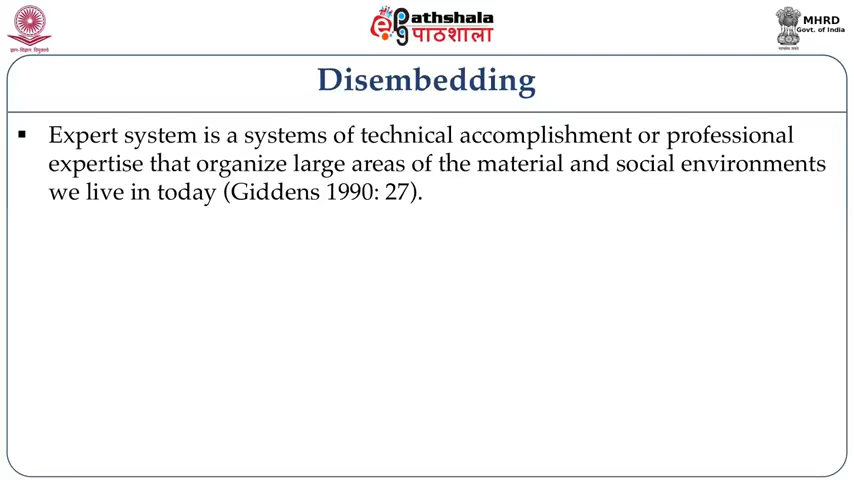 ePathshala
पाठशाला
MHRD
Govt. of India
Disembedding
▪ Expert system is a systems of technical accomplishment or professional
expertise that organize large areas of the material and social environments
we live in today (Giddens 1990: 27).